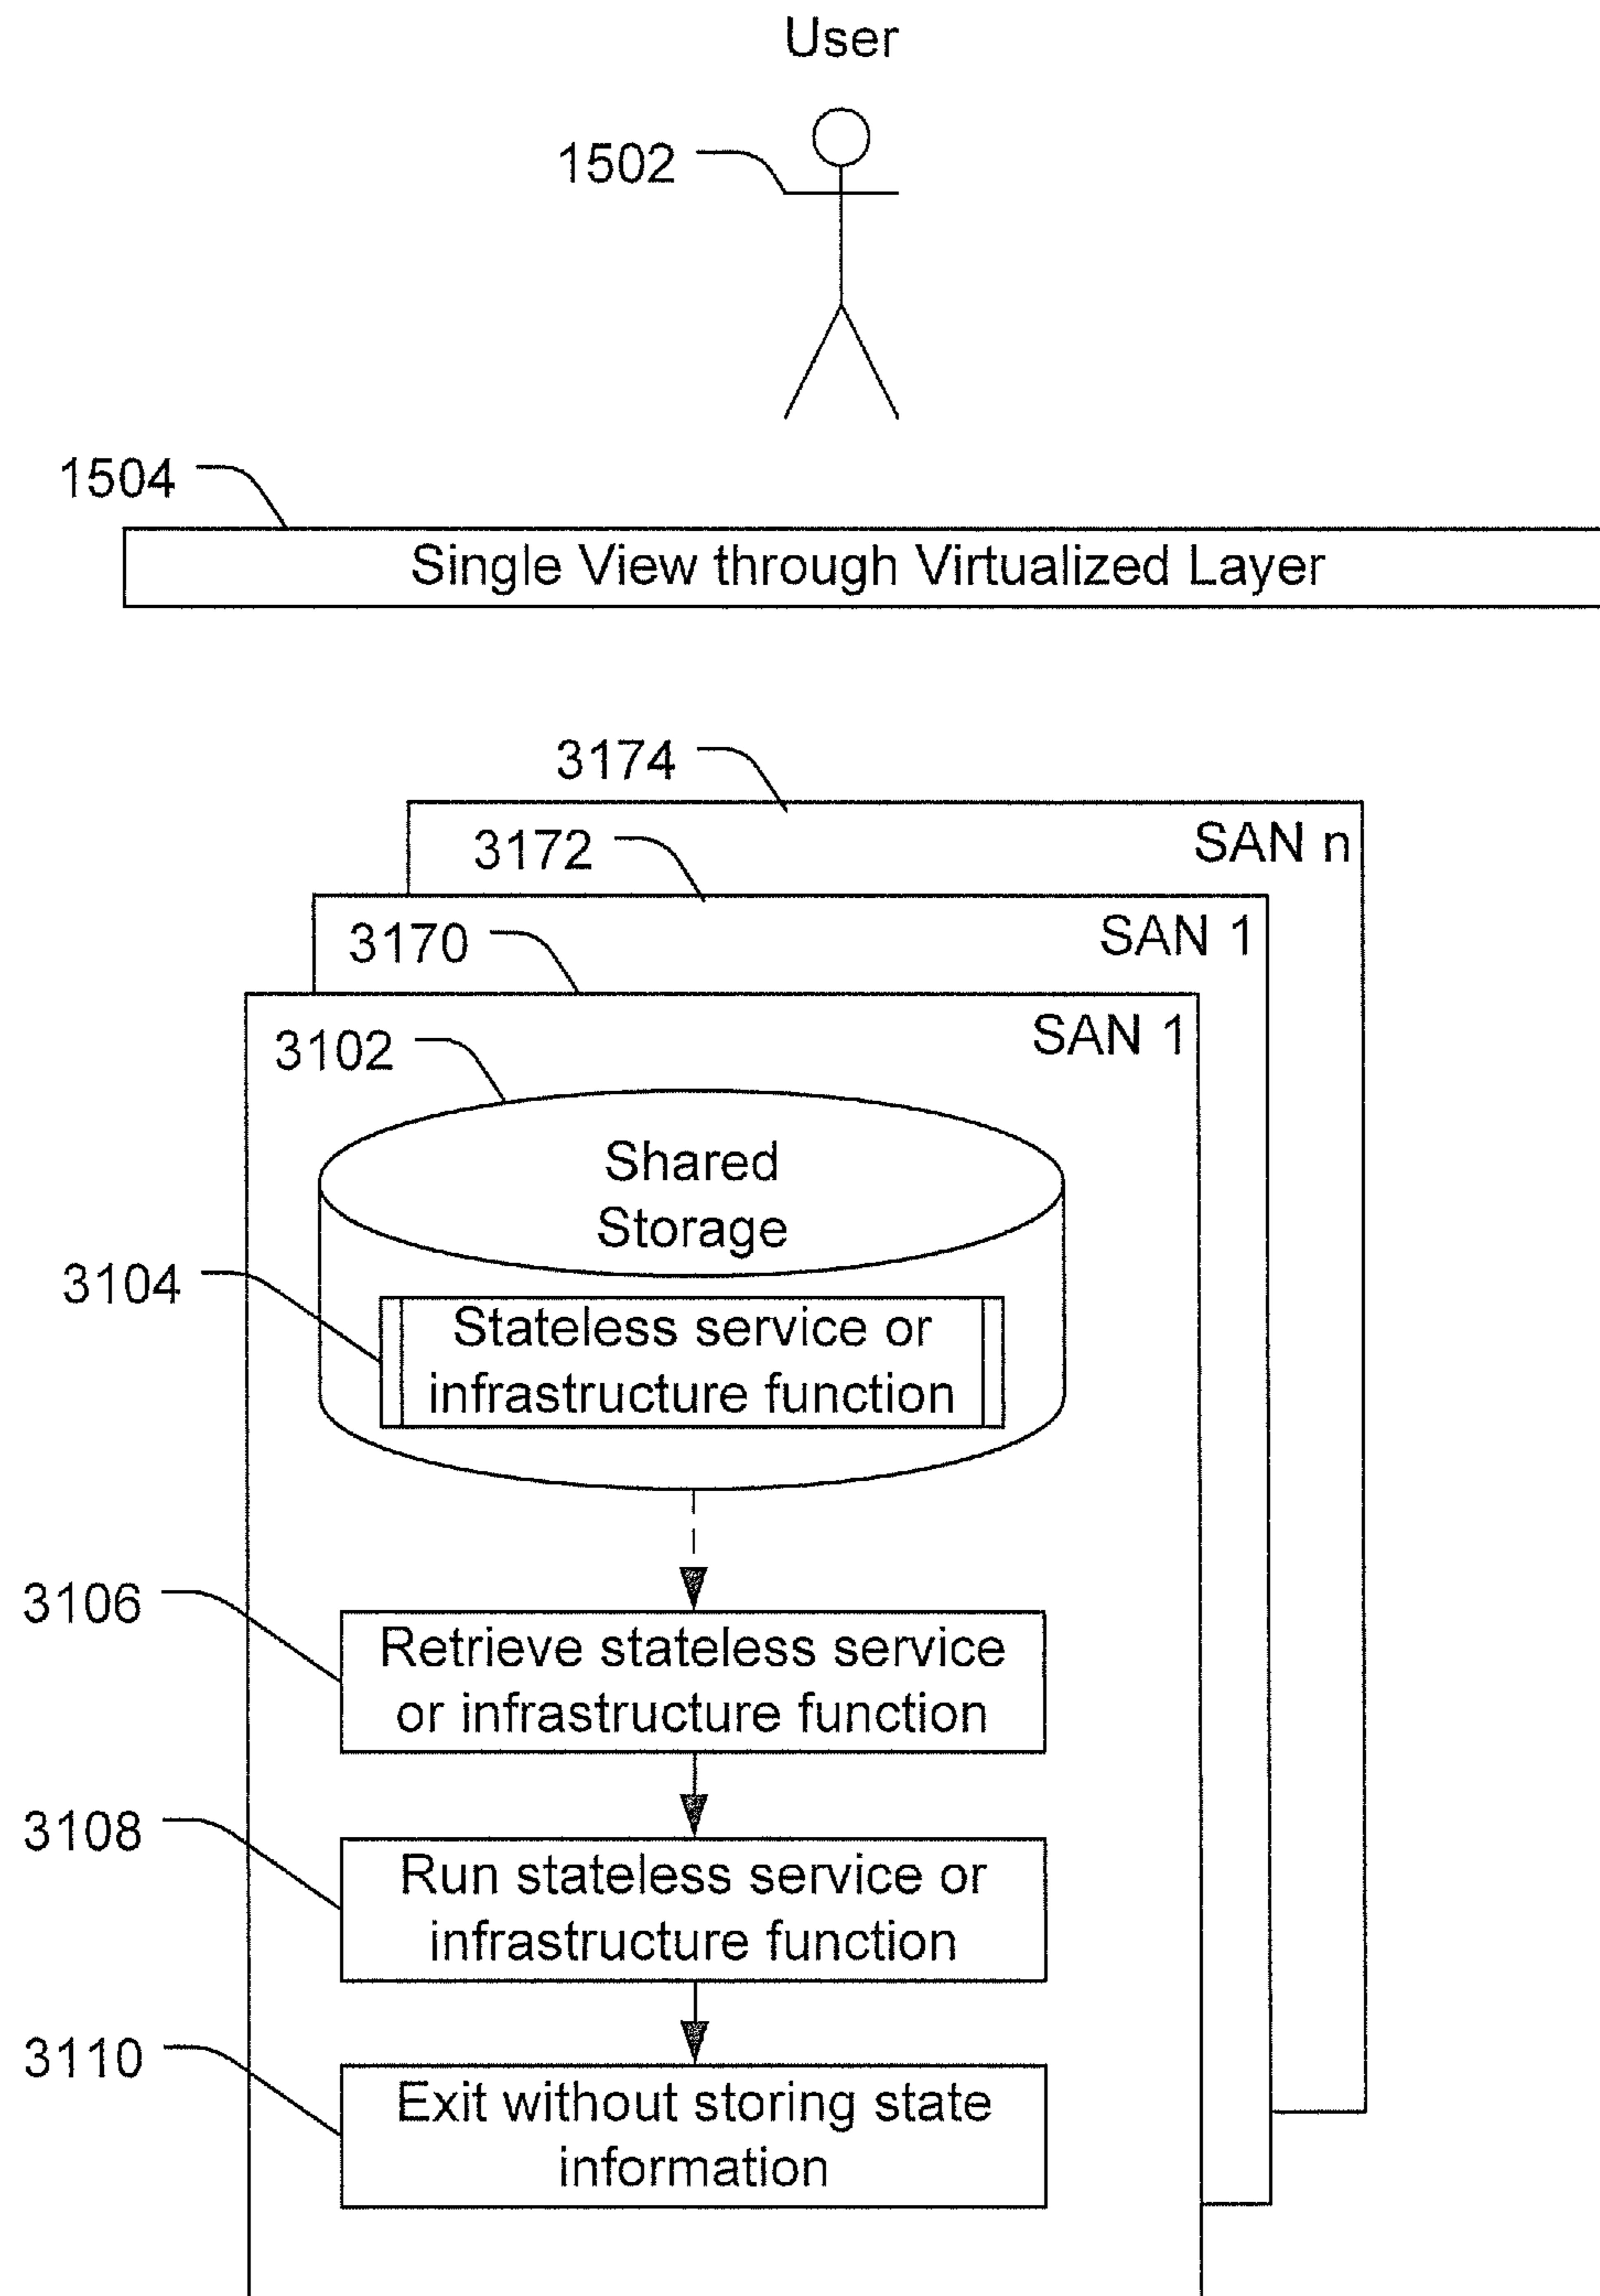 User
1502
1504
Single View through Virtualized Layer
3174
SAN n
3172
SAN 1
3170
SAN 1
3102
Shared
Storage
3104
Stateless service or
infrastructure function
3106
Retrieve stateless service
or infrastructure function
3108
Run stateless service or
infrastructure function
3110
Exit without storing state
information